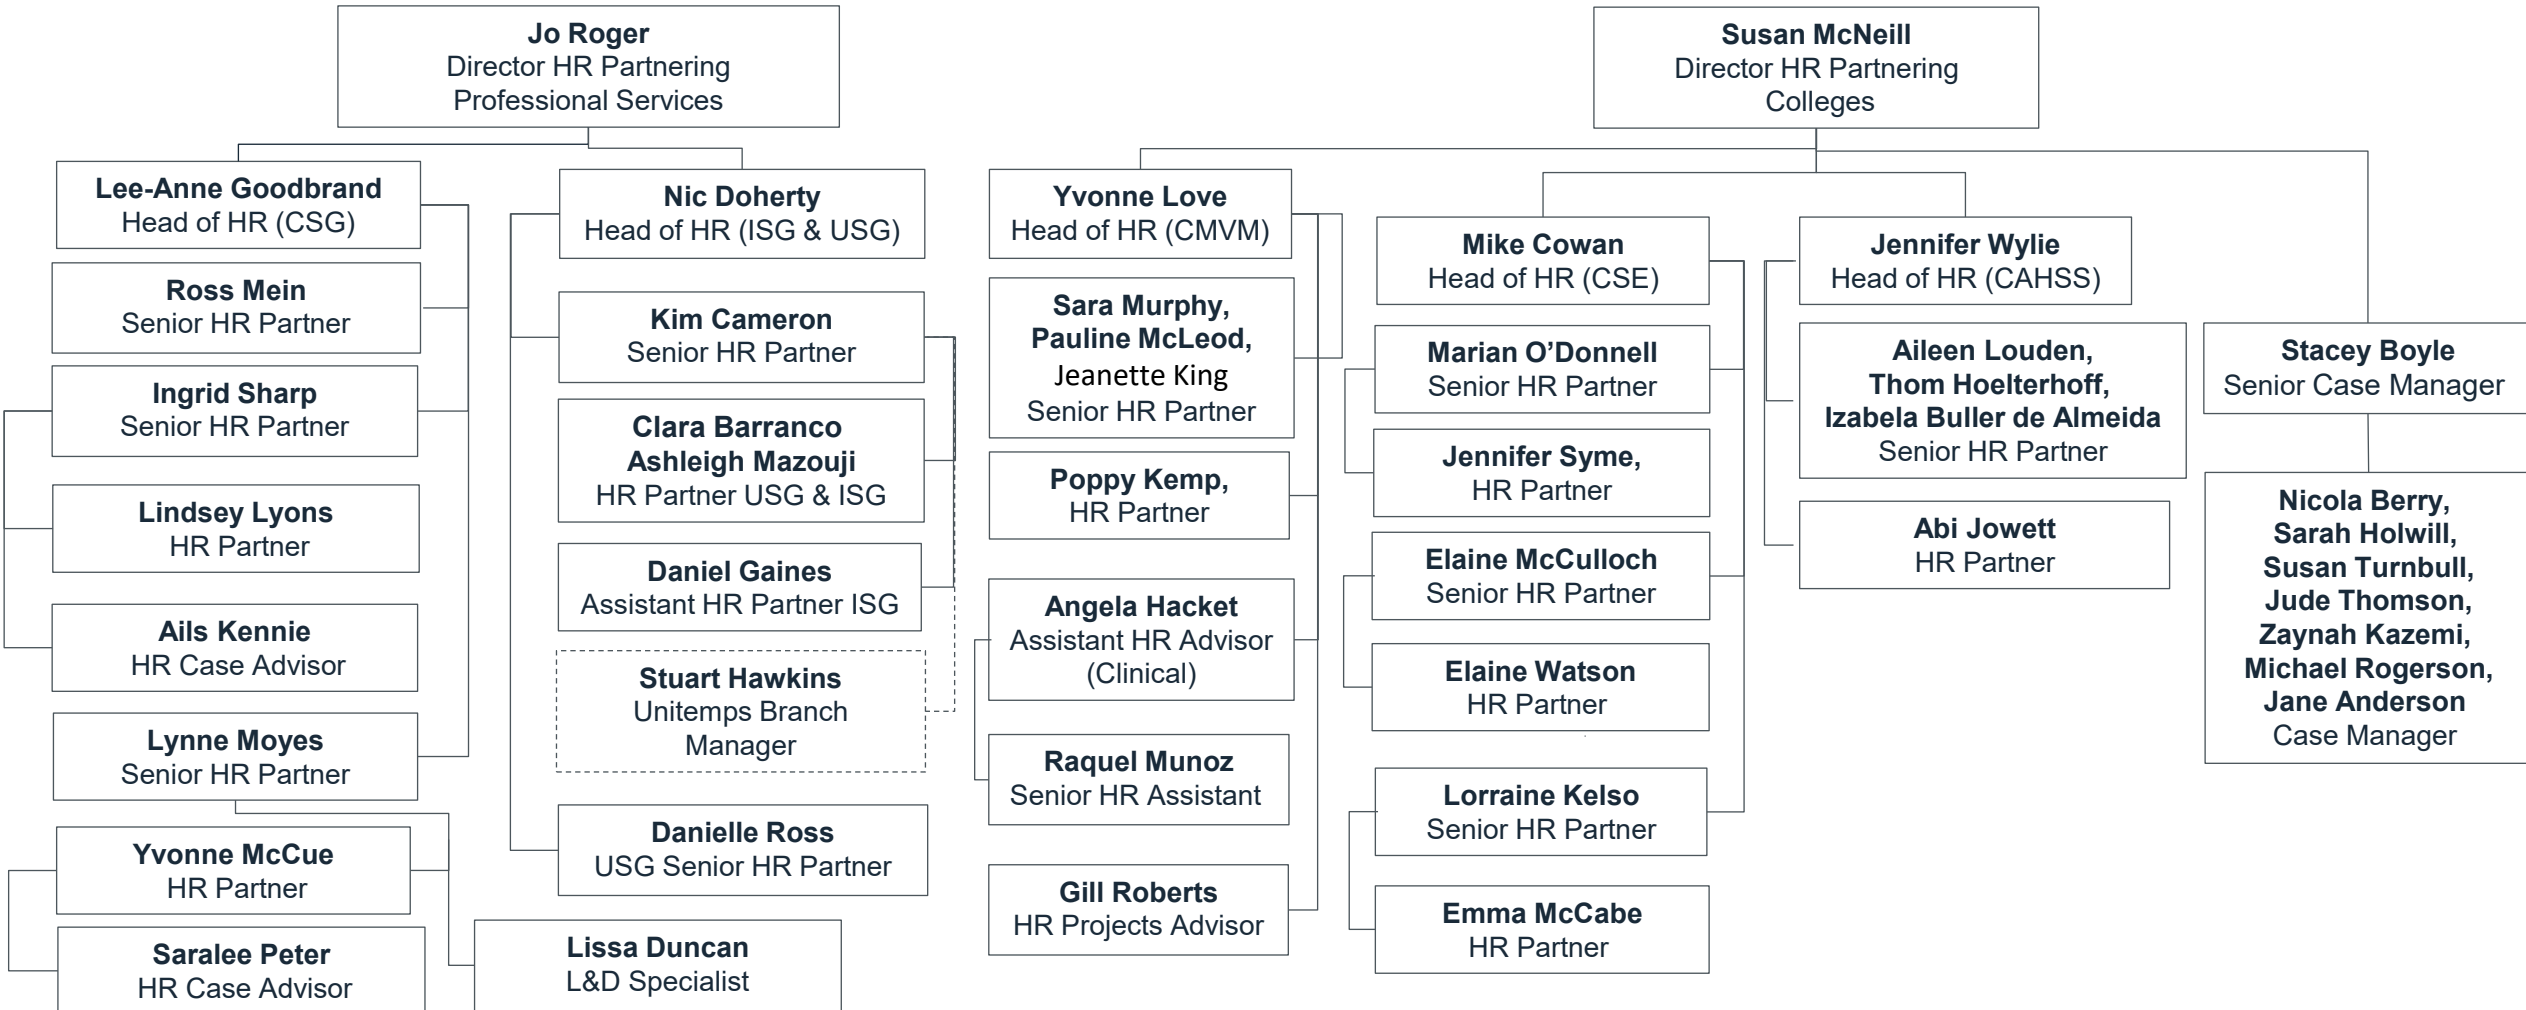 Jo Roger
Director HR Partnering
Professional Services
Susan McNeill
Director HR Partnering
Colleges
Lee-Anne Goodbrand
Head of HR (CSG)
Ross Mein
Senior HR Partner
Ingrid Sharp
Senior HR Partner
Lindsey Lyons
HR Partner
Ails Kennie
HR Case Advisor
Lynne Moyes
Senior HR Partner
Yvonne McCue
HR Partner
Saralee Peter
HR Case Advisor
Lissa Duncan
L&D Specialist
Nic Doherty
Head of HR (ISG & USG)
Kim Cameron
Senior HR Partner
Clara Barranco
Ashleigh Mazouji
HR Partner USG & ISG
Daniel Gaines
Assistant HR Partner ISG
Stuart Hawkins
Unitemps Branch
Manager
Danielle Ross
USG Senior HR Partner
Yvonne Love
Head of HR (CMVM)
Sara Murphy,
Pauline McLeod,
Jeanette King
Senior HR Partner
Poppy Kemp,
HR Partner
Angela Hacket
Assistant HR Advisor
(Clinical)
Raquel Munoz
Senior HR Assistant
Gill Roberts
HR Projects Advisor
Mike Cowan
Head of HR (CSE)
Marian O’Donnell
Senior HR Partner
Jennifer Syme,
HR Partner
Elaine McCulloch
Senior HR Partner
Elaine Watson
HR Partner
Lorraine Kelso
Senior HR Partner
Emma McCabe
HR Partner
Jennifer Wylie
Head of HR (CAHSS)
Aileen Louden,
Thom Hoelterhoff,
Izabela Buller de Almeida
Senior HR Partner
Abi Jowett
HR Partner
Stacey Boyle
Senior Case Manager
Nicola Berry,
Sarah Holwill,
Susan Turnbull,
Jude Thomson,
Zaynah Kazemi,
Michael Rogerson,
Jane Anderson
Case Manager